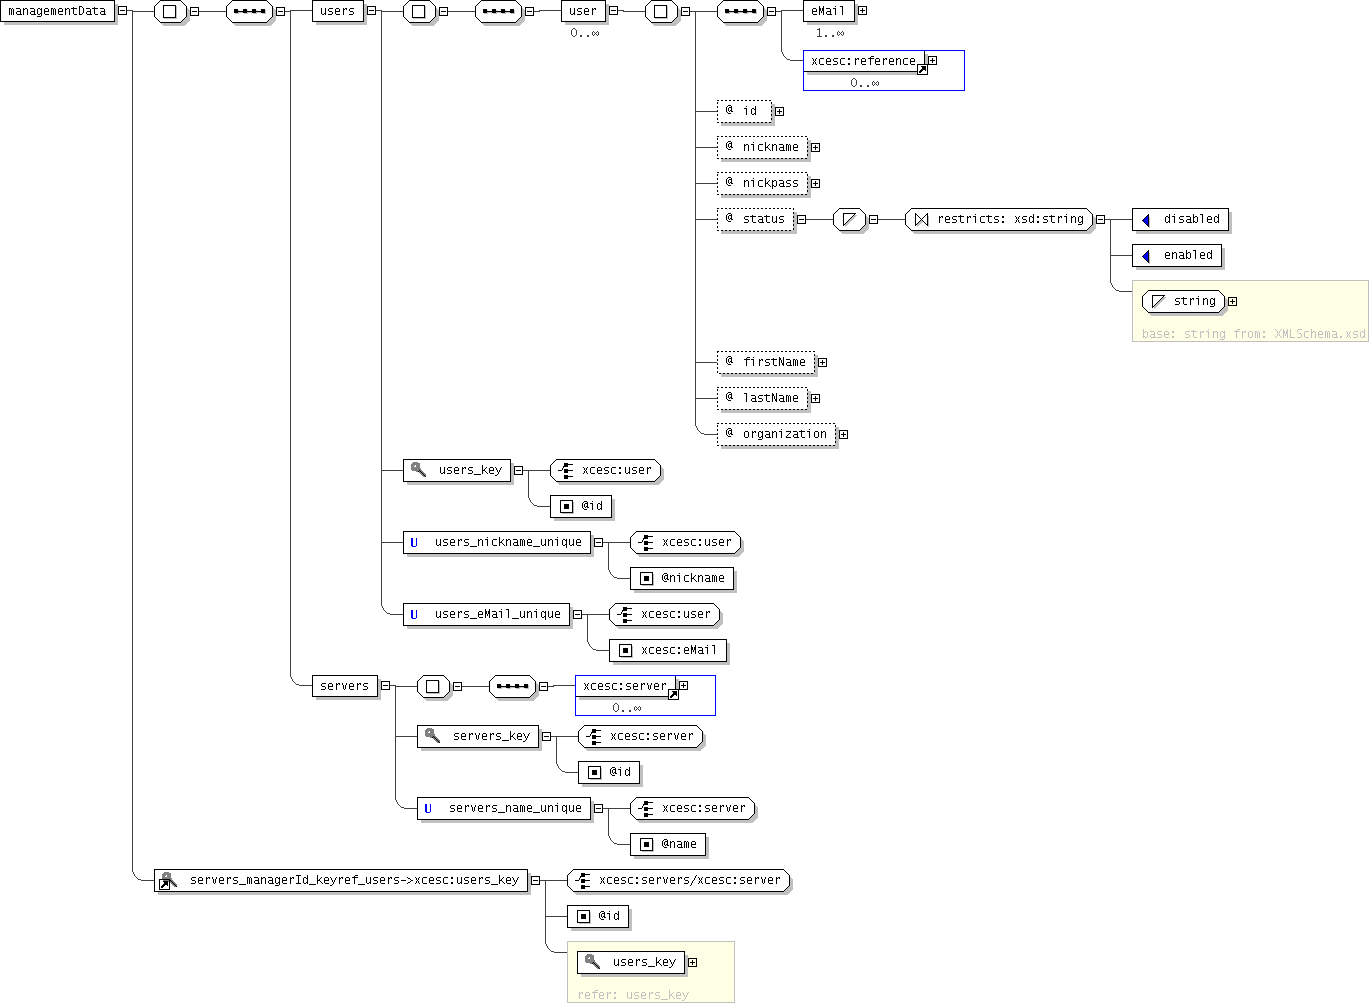 managementData
users
user
0..∞
eMail
1..∞
xcesc:reference
0..∞
@ id
@ nickname
@ nickpass
@ status
restricts: xsd:string
disabled
enabled
string
base: string from: XMLSchema.xsd
@ firstName
@ lastName
@ organization
users_key
xcesc:user
@id
U users_nickname_unique
xcesc:user
@nickname
U users_eMail_unique
xcesc:user
xcesc:eMail
servers
xcesc:server
0..∞
servers_key
xcesc:server
@id
U servers_name_unique
xcesc:server
@name
servers_managerId_keyref_users->xcesc:users_key
xcesc:servers/xcesc:server
@id
users_key
refer: users_key